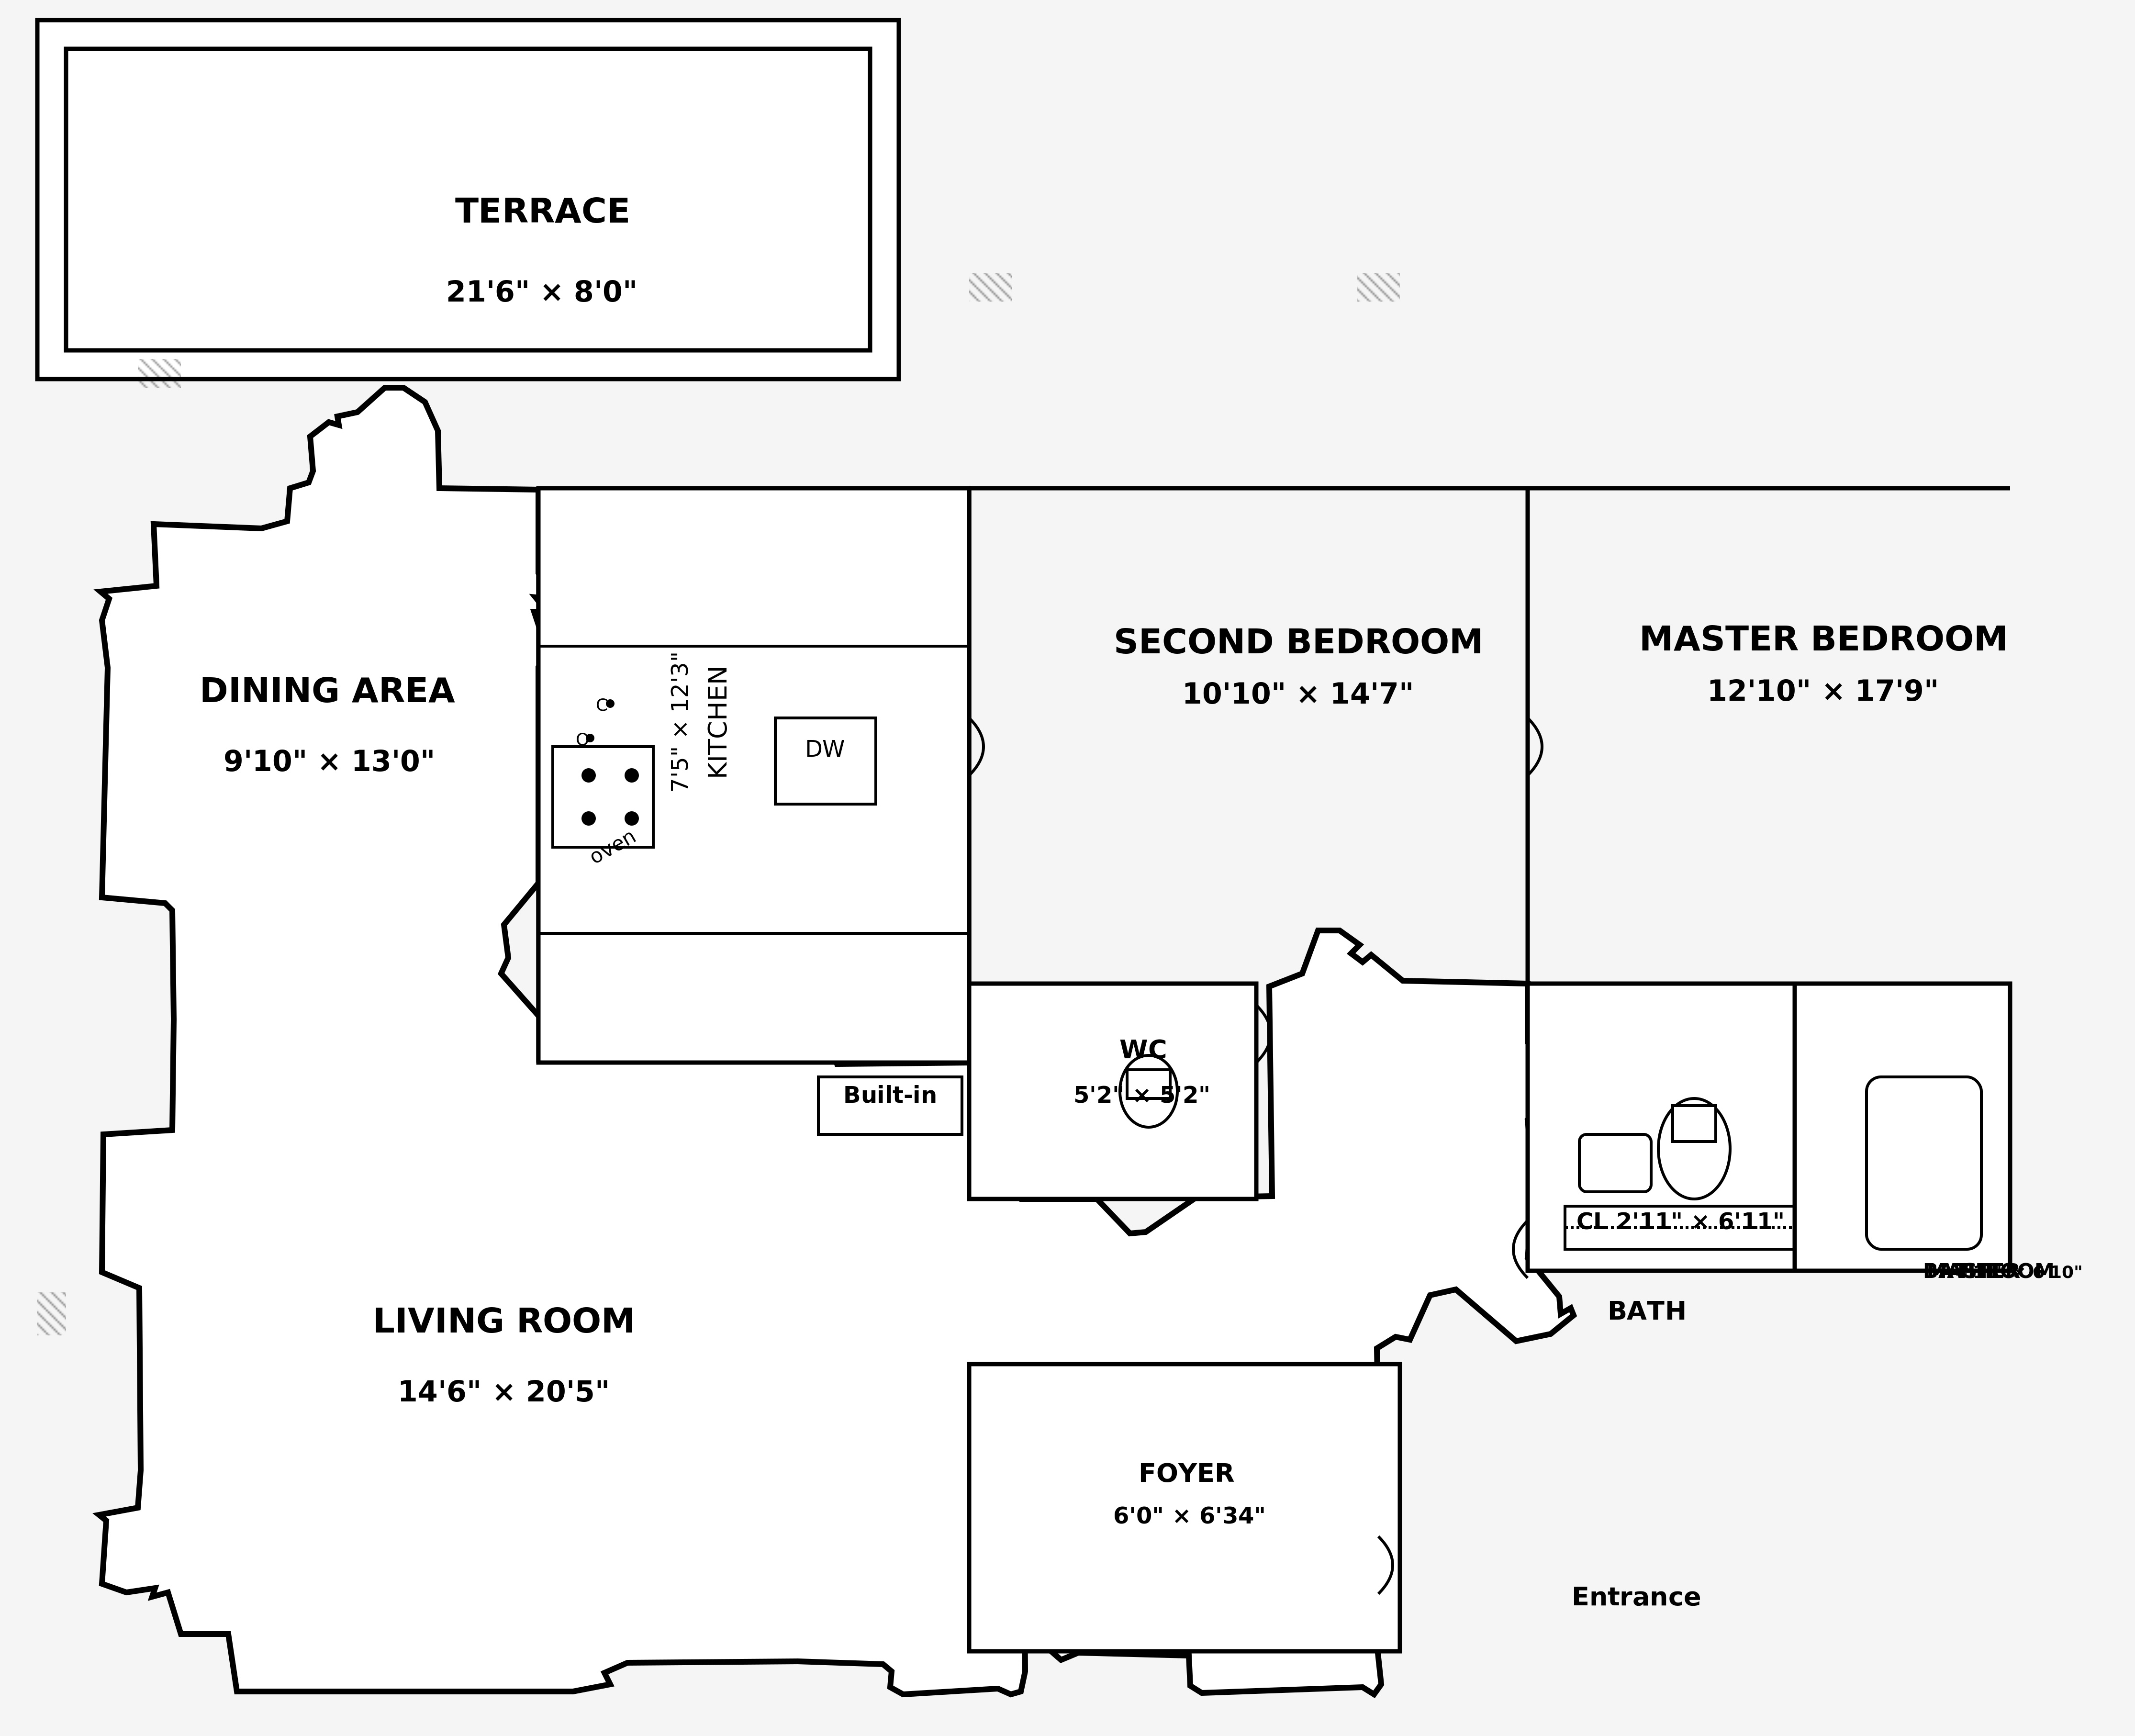 TERRACE
21'6" × 8'0"
DINING AREA
9'10" × 13'0"
C
O
oven
7'5" × 12'3"
KITCHEN
DW
SECOND BEDROOM
10'10" × 14'7"
MASTER BEDROOM
12'10" × 17'9"
Built-in
WC
5'2" × 5'2"
CL 2'11" × 6'11"
BATH
LIVING ROOM
14'6" × 20'5"
FOYER
6'0" × 6'34"
Entrance